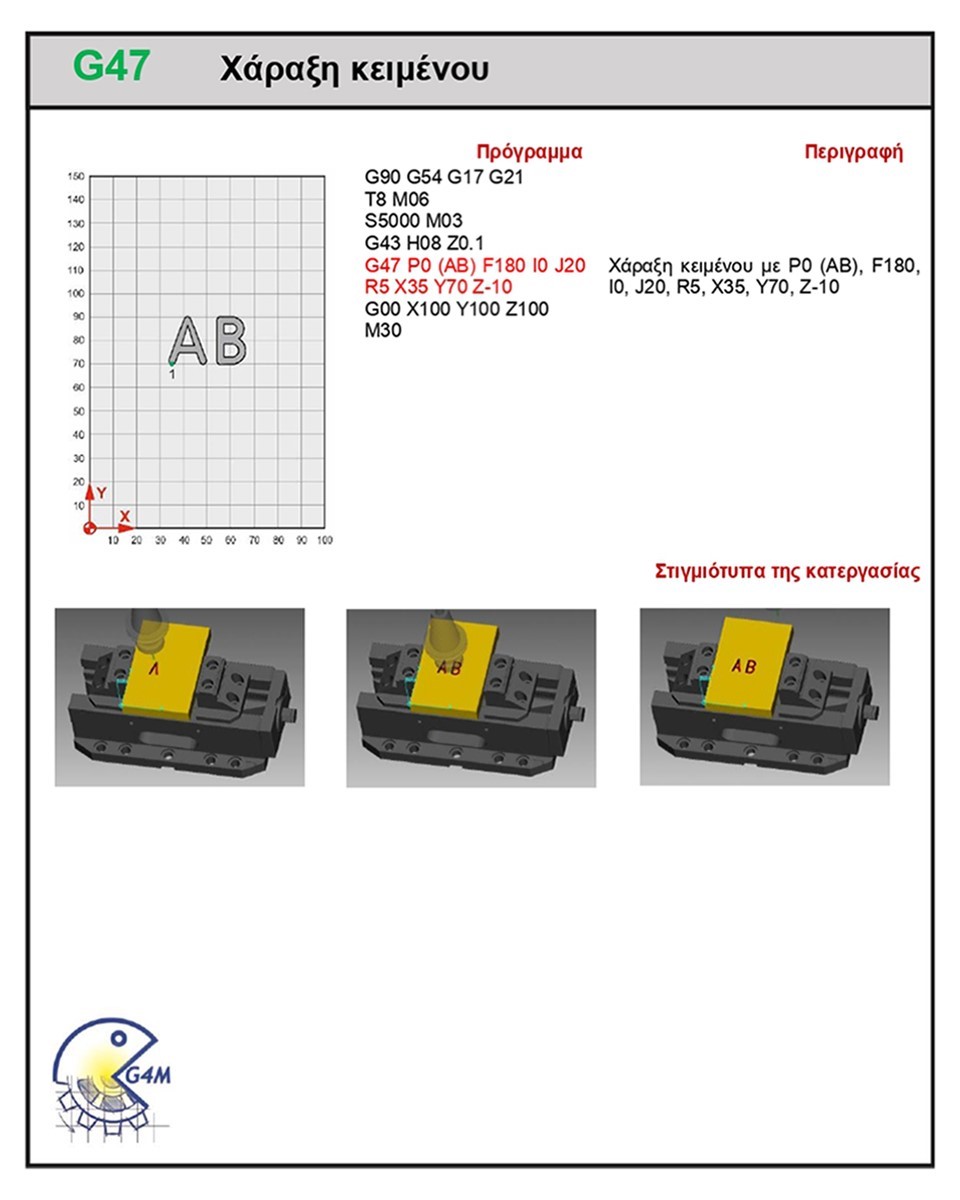 G47 Χάραξη κειμένου
Πρόγραμμα Περιγραφή
G90 G54 G17 G21
T8 M06
S5000 M03
G43 H08 Z0.1
G47 P0 (AB) F180 I0 J20
R5 X35 Y70 Z-10
Χάραξη κειμένου με P0 (AB), F180,
I0, J20, R5, X35, Y70, Z-10
G00 X100 Y100 Z100
M30
150
140
130
120
110
100
90
80
70
60
50
40
30
20
10
AB
1
Y
X
10 20 30 40 50 60 70 80 90 100
Στιγμιότυπα της κατεργασίας
A
AB
AB
G4M